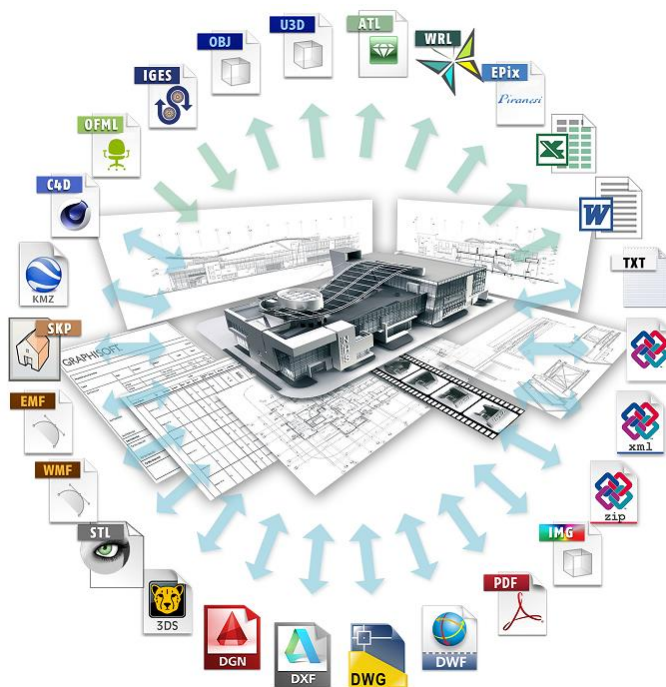 U3D
ATL
OBJ
WRL
IGES
EPix
Piranesi
OFML
C4D
W
KMZ
TXT
SKP
GRAPHISOFT
EMF
xml
WMF
zip
STL
IMG
3DS
PDF
DGN
DXF
DWG
DWF